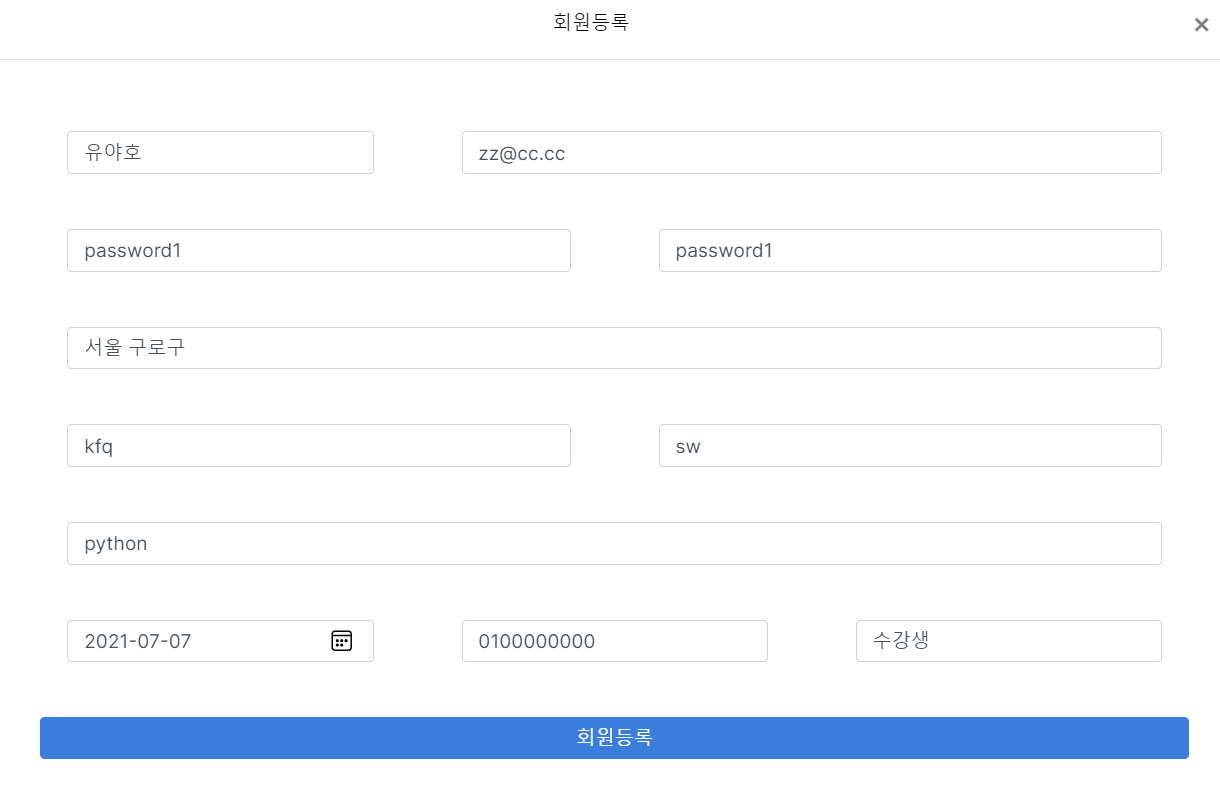 회원등록
×
유야호 zz@cc.cc
password1 password1
서울 구로구
kfq sw
python
2021-07-07 0100000000 수강생
회원등록